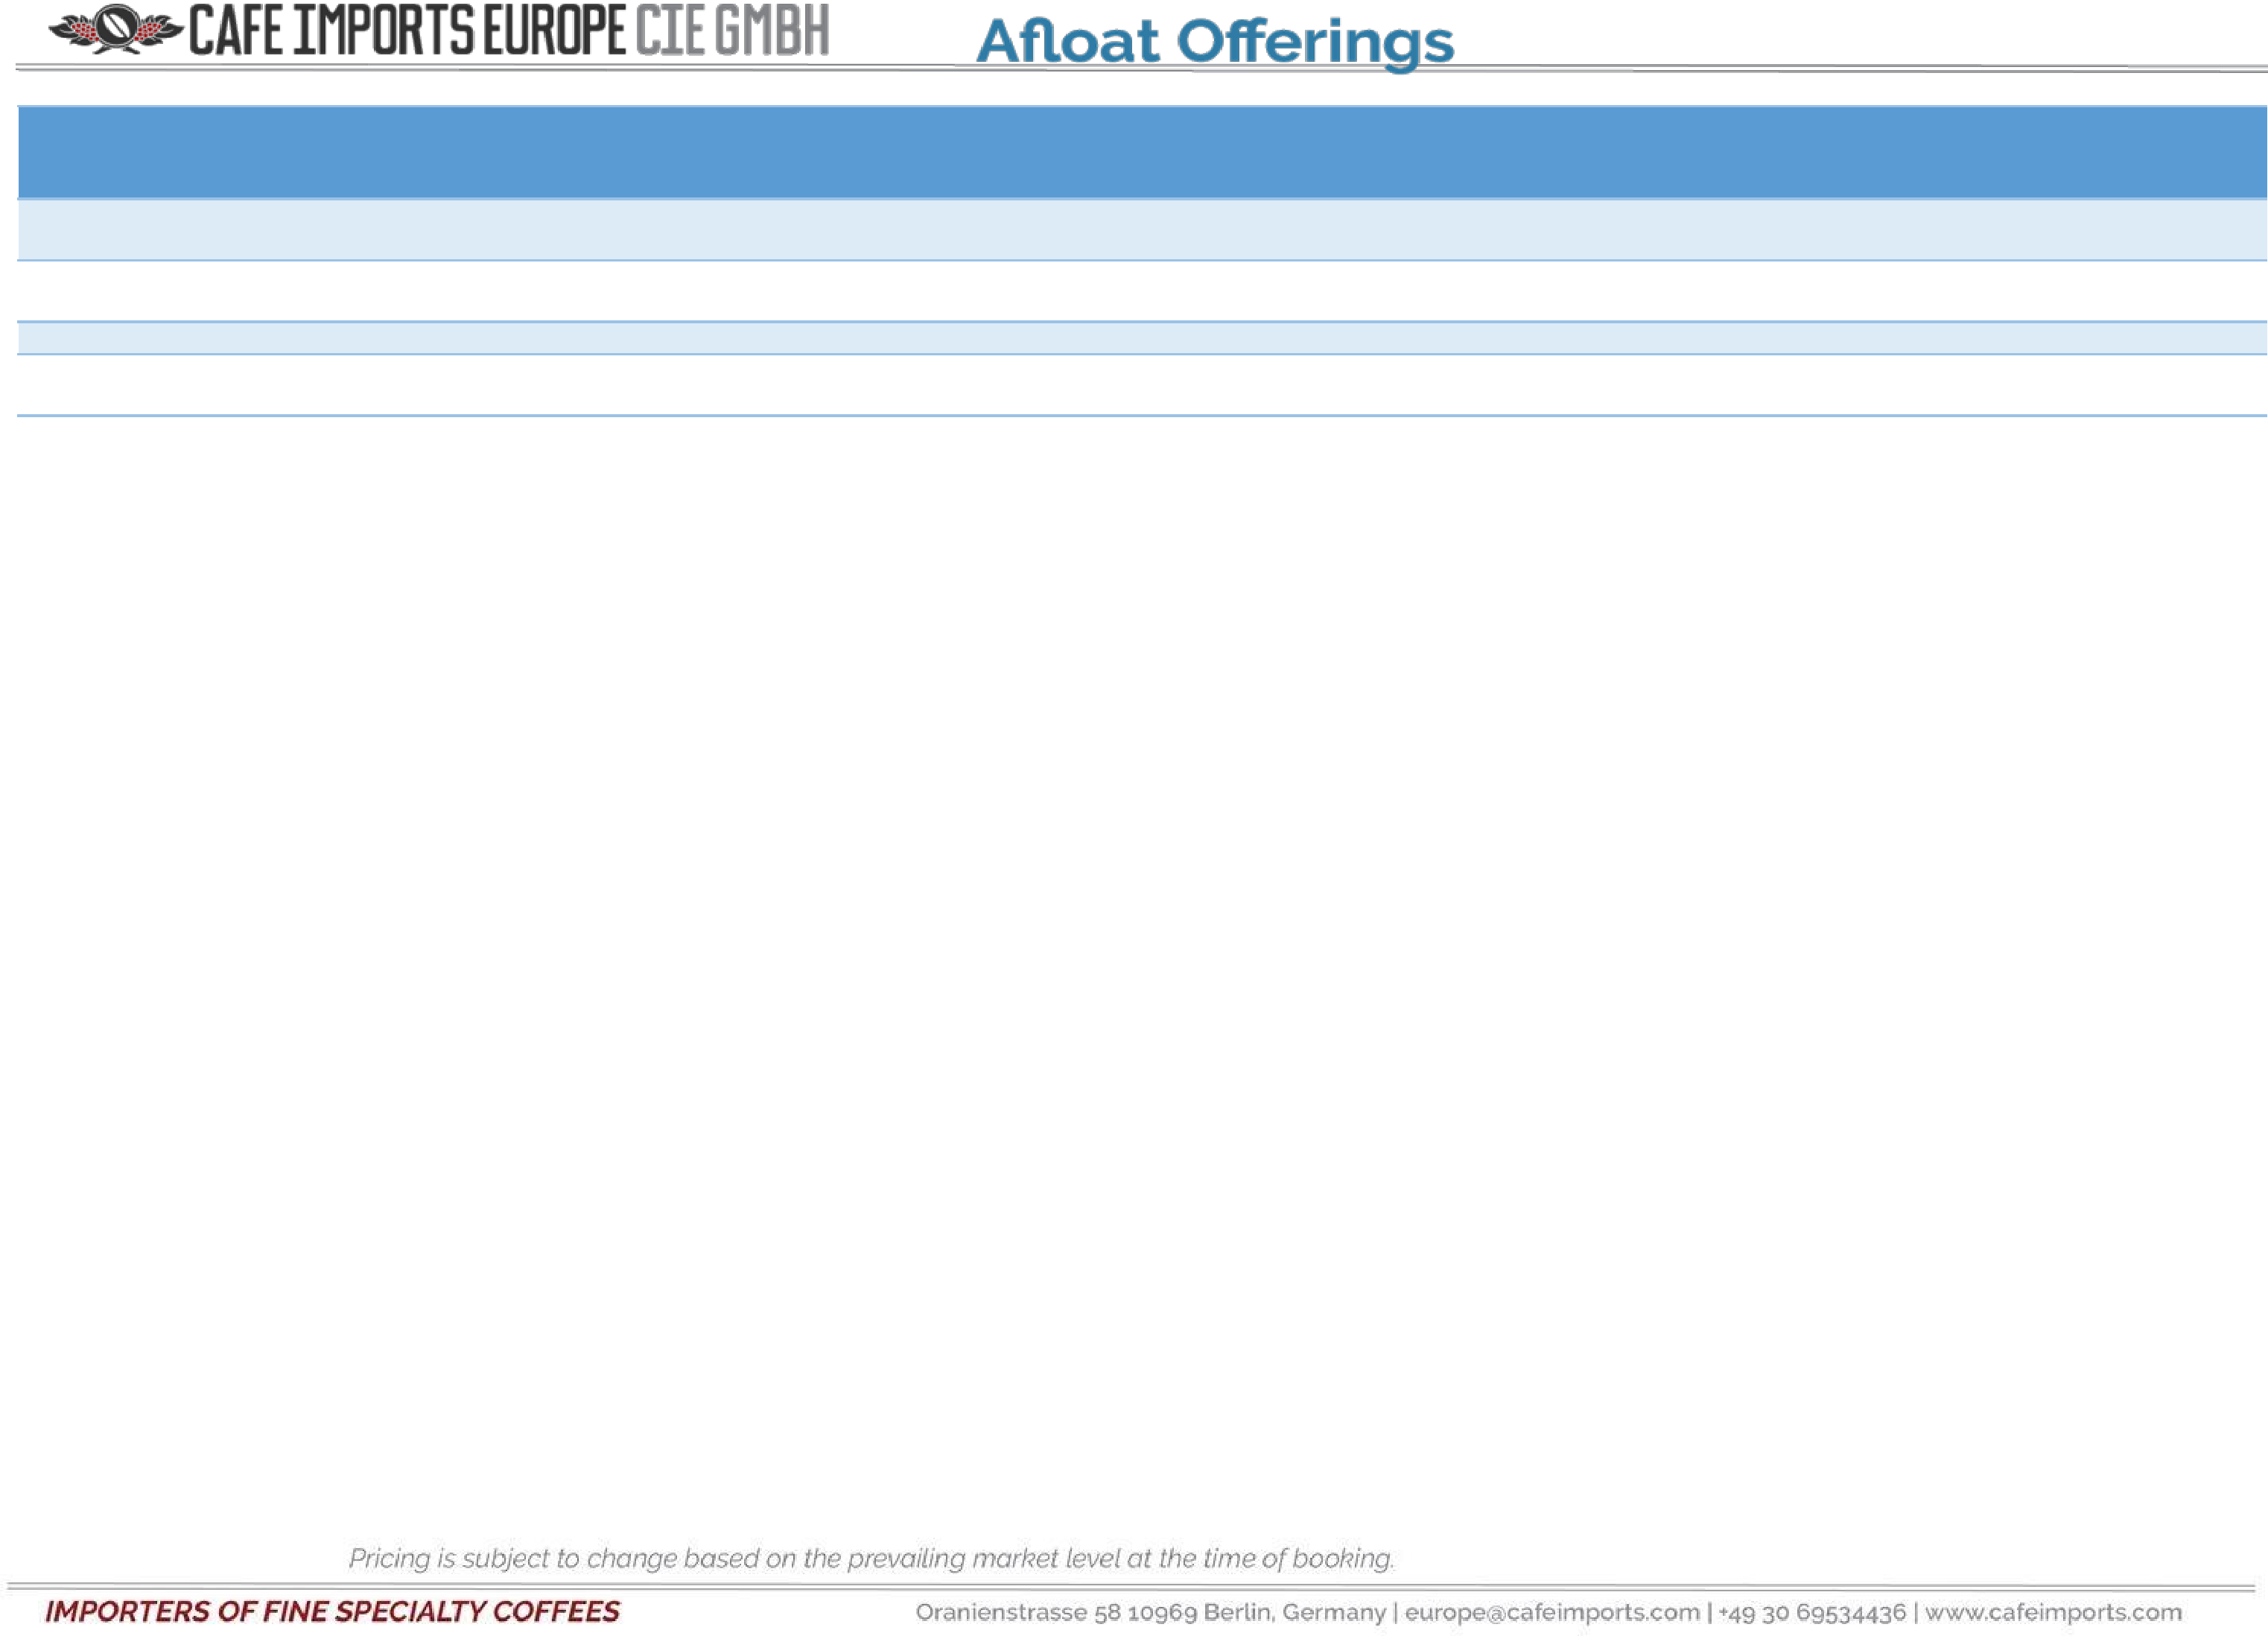 CAFE IMPORTS EUROPE CIE GMBH
Afloat Offerings
Pricing is subject to change based on the prevailing market level at the time of booking.
IMPORTERS OF FINE SPECIALTY COFFEES
Oranienstrasse 58 10969 Berlin, Germany | europe@cafeimports.com | +49 30 69534436 | www.cafeimports.com